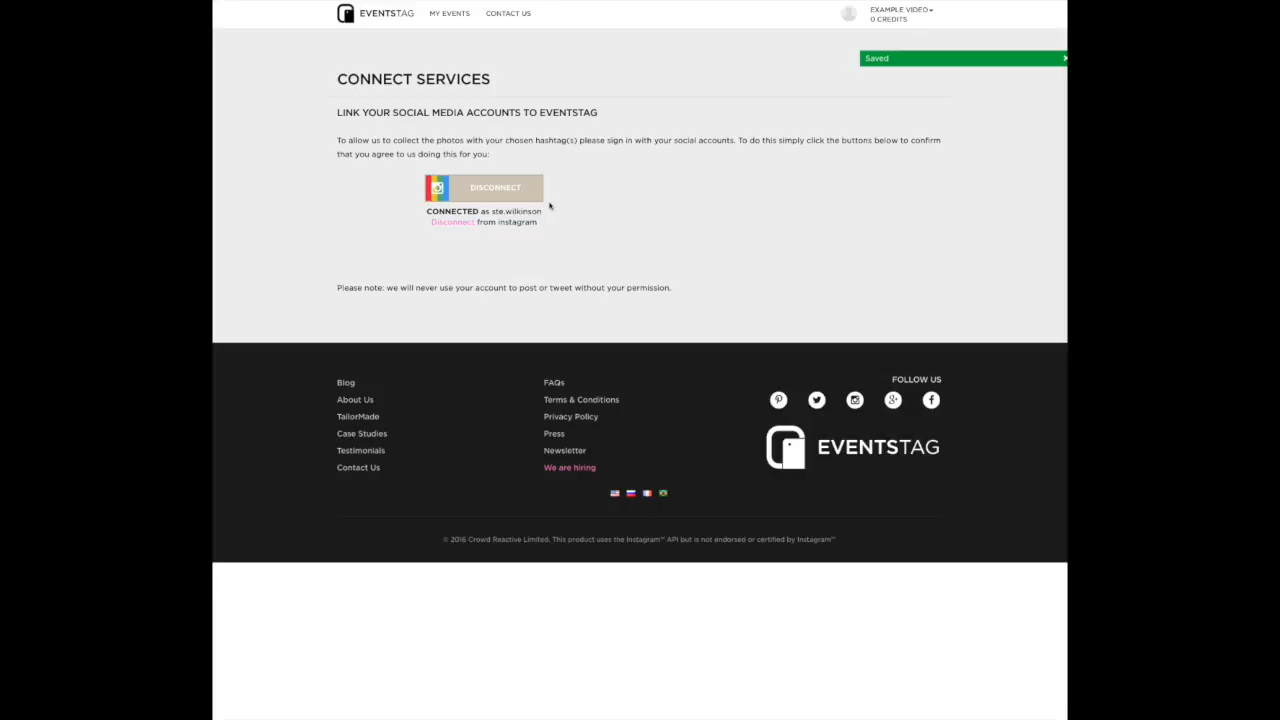 EVENTSTAG MY EVENTS CONTACT US EXAMPLE VIDEO
0 CREDITS
Saved x
CONNECT SERVICES
LINK YOUR SOCIAL MEDIA ACCOUNTS TO EVENTSTAG
To allow us to collect the photos with your chosen hashtag(s) please sign in with your social accounts. To do this simply click the buttons below to confirm
that you agree to us doing this for you:
DISCONNECT
CONNECTED as ste.wilkinson
Disconnect from instagram
Please note: we will never use your account to post or tweet without your permission.
Blog
About Us
TailorMade
Case Studies
Testimonials
Contact Us
FAQs
Terms & Conditions
Privacy Policy
Press
Newsletter
We are hiring
FOLLOW US
EVENTSTAG
© 2016 Crowd Reactive Limited. This product uses the Instagram™ API but is not endorsed or certified by Instagram™